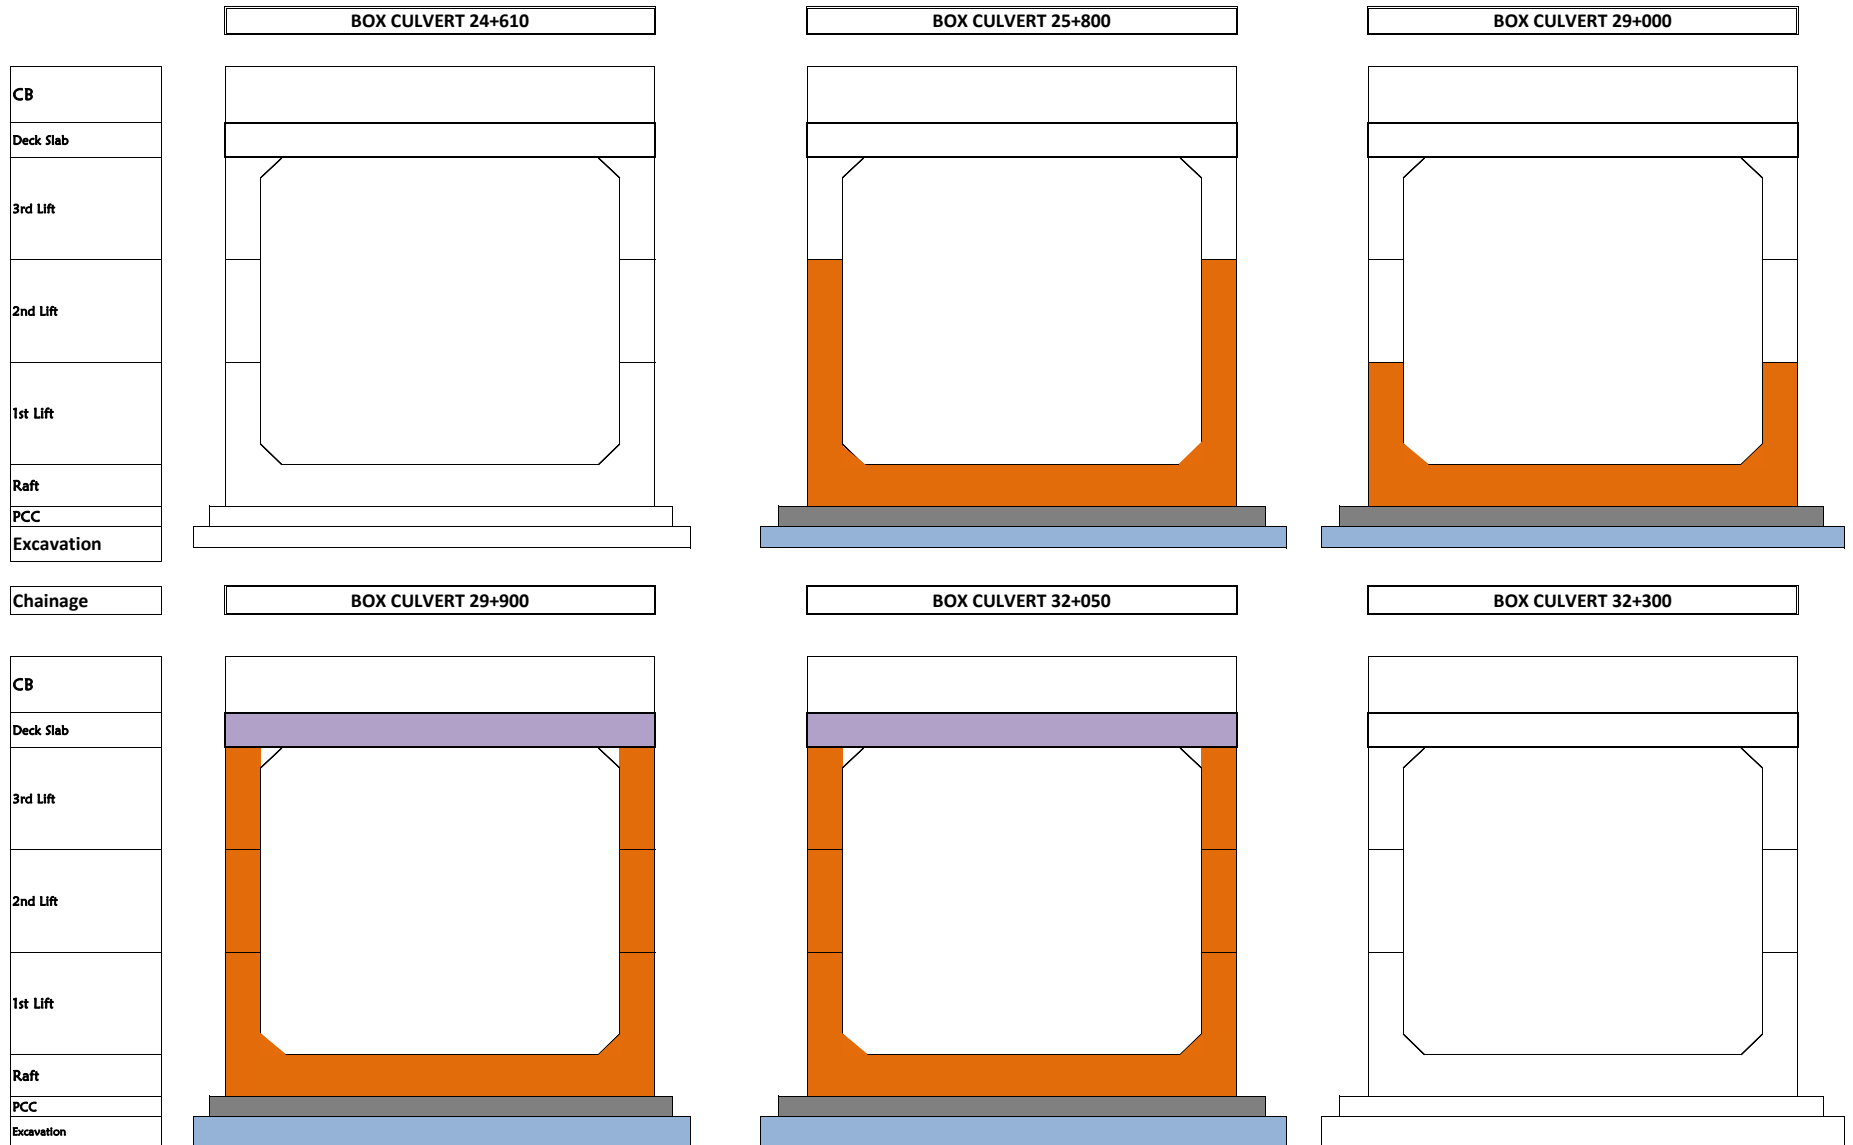 BOX CULVERT 24+610
BOX CULVERT 25+800
BOX CULVERT 29+000
CB
Deck Slab
3rd Lift
2nd Lift
1st Lift
Raft
PCC
Excavation
Chainage
BOX CULVERT 29+900
BOX CULVERT 32+050
BOX CULVERT 32+300
CB
Deck Slab
3rd Lift
2nd Lift
1st Lift
Raft
PCC
Excavation